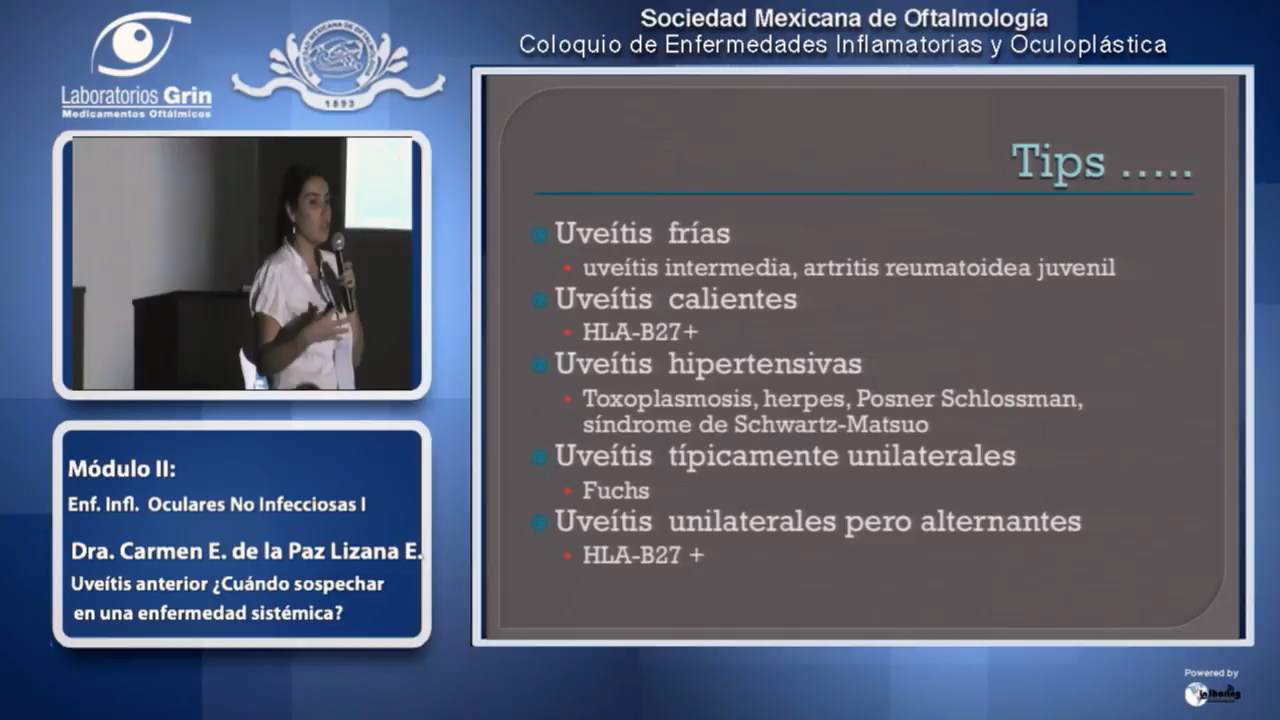 Sociedad Mexicana de Oftalmología
Coloquio de Enfermedades Inflamatorias y Oculoplástica
Laboratorios Grin
Medicamentos Oftálmicos
1893
Tips .....
Uveítis frías
uveítis intermedia, artritis reumatoidea juvenil
Uveítis calientes
HLA-B27+
Uveítis hipertensivas
Toxoplasmosis, herpes, Posner Schlossman,
síndrome de Schwartz-Matsuo
Uveítis típicamente unilaterales
Fuchs
Uveítis unilaterales pero alternantes
HLA-B27 +
Módulo II:
Enf. Infl. Oculares No Infecciosas I
Dra. Carmen E. de la Paz Lizana E.
Uveítis anterior ¿Cuándo sospechar
en una enfermedad sistémica?
Powered by